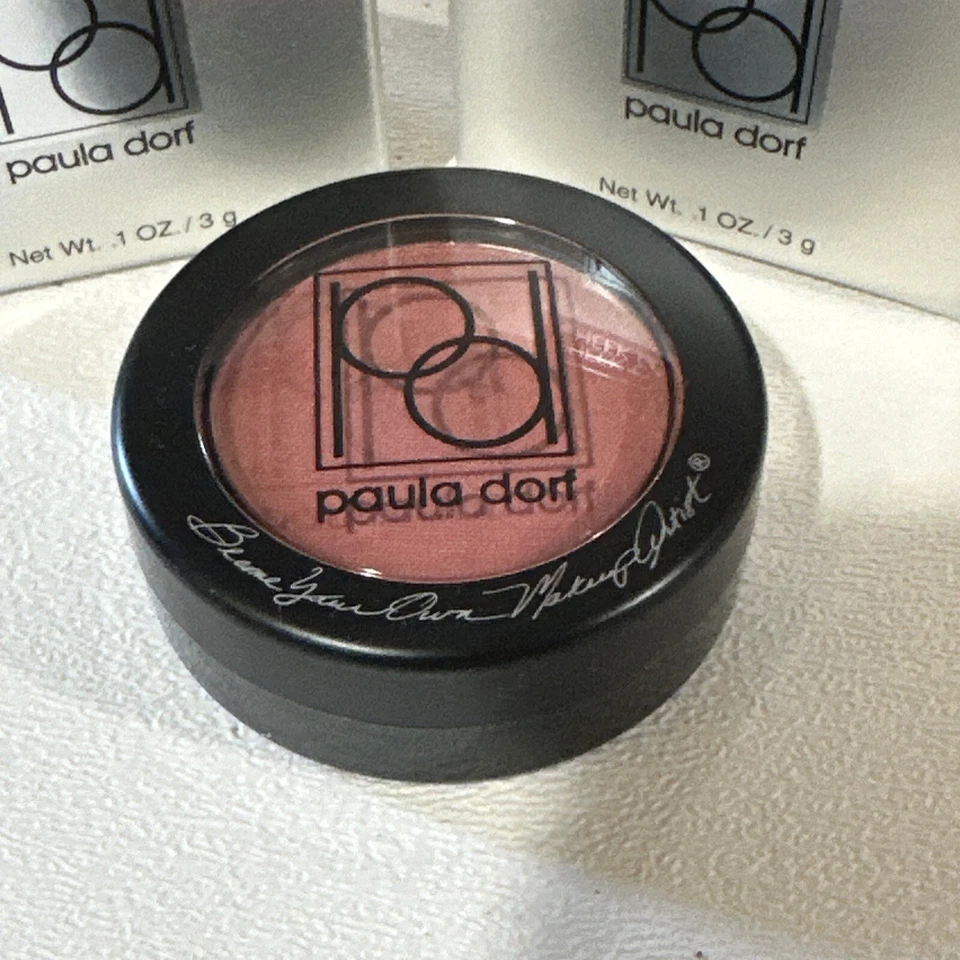 paula dorf
Net Wt. .1 OZ./3 g
paula dorf
Net Wt. .1 OZ./3 g
pd
paula dorf
Become Your Own Makeup Artist®